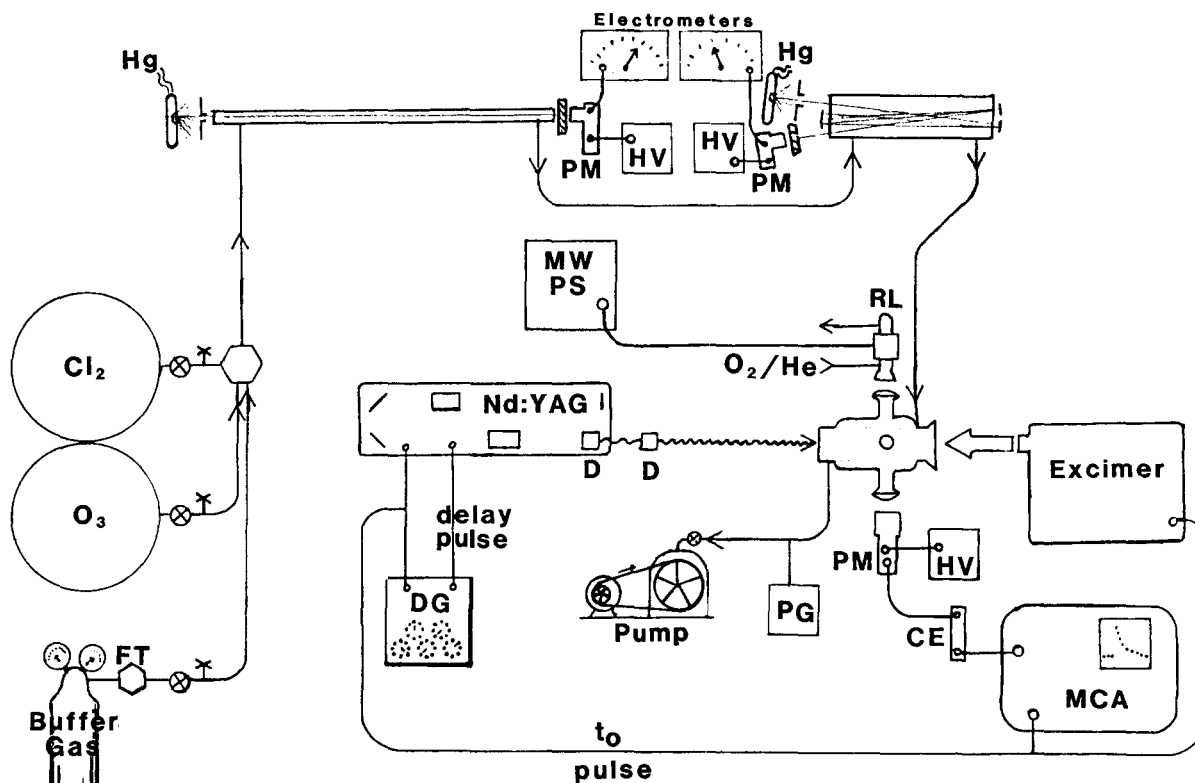 Electrometers
Hg
Hg
L
L
PM
HV
HV
PM
MW
PS
RL
O₂/He
Cl₂
O₃
Nd:YAG
D
D
Excimer
delay
pulse
DG
PM
HV
Pump
PG
CE
MCA
FT
Buffer
Gas
t₀
pulse